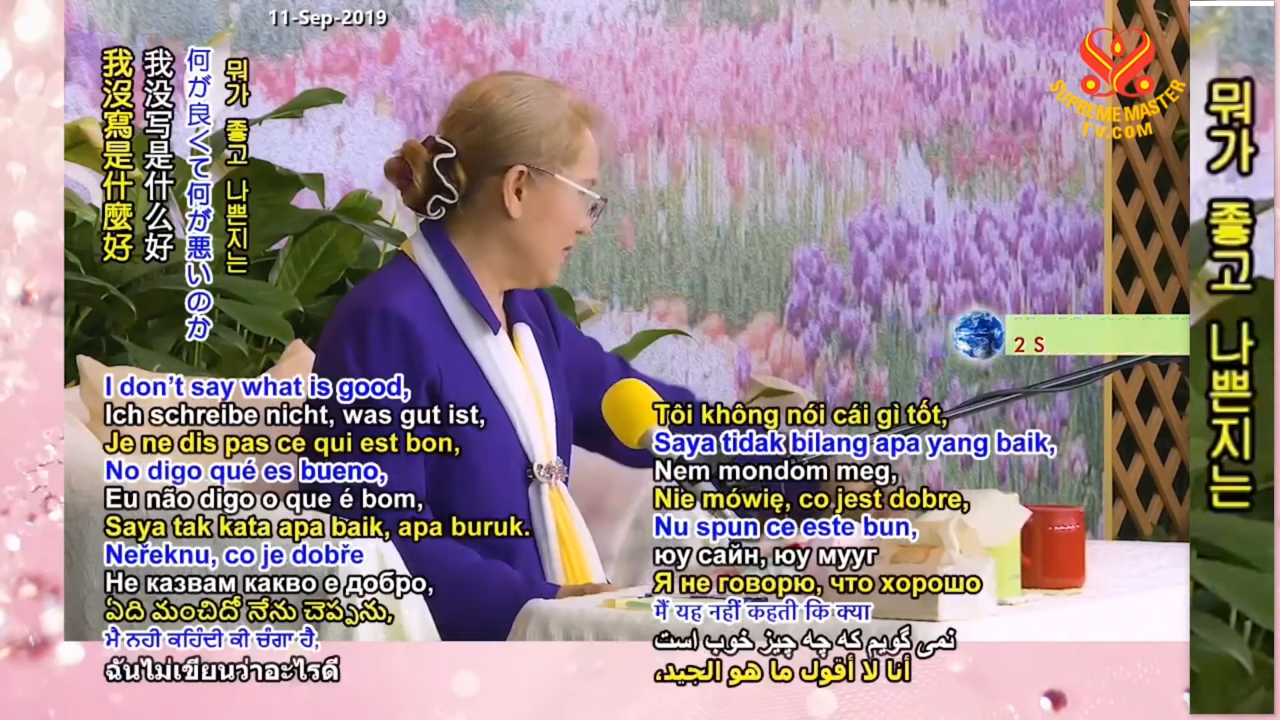 11-Sep-2019
SUPREME MASTER
TV.COM
뭐가 좋고 나쁜지는
何が良くて何が悪いのか
我没写是什么好
我沒寫是什麼好
뭐가 좋고 나쁜지는
2 S
I don’t say what is good,
Ich schreibe nicht, was gut ist,
Je ne dis pas ce qui est bon,
No digo qué es bueno,
Eu não digo o que é bom,
Saya tak kata apa baik, apa buruk.
Neřeknu, co je dobře
Не казвам какво е добро,
ఏది మంచిదో నేను చెప్పను,
ਮੈ ਨਹੀ ਕਹਿੰਦੀ ਕੀ ਚੰਗਾ ਹੈ,
ฉันไม่เขียนว่าอะไรดี
Tôi không nói cái gì tốt,
Saya tidak bilang apa yang baik,
Nem mondom meg,
Nie mówię, co jest dobre,
Nu spun ce este bun,
юу сайн, юу мууг
Я не говорю, что хорошо
मैं यह नहीं कहती कि क्या
نمی گویم که چه چیز خوب است
أنا لا أقول ما هو الجيد،